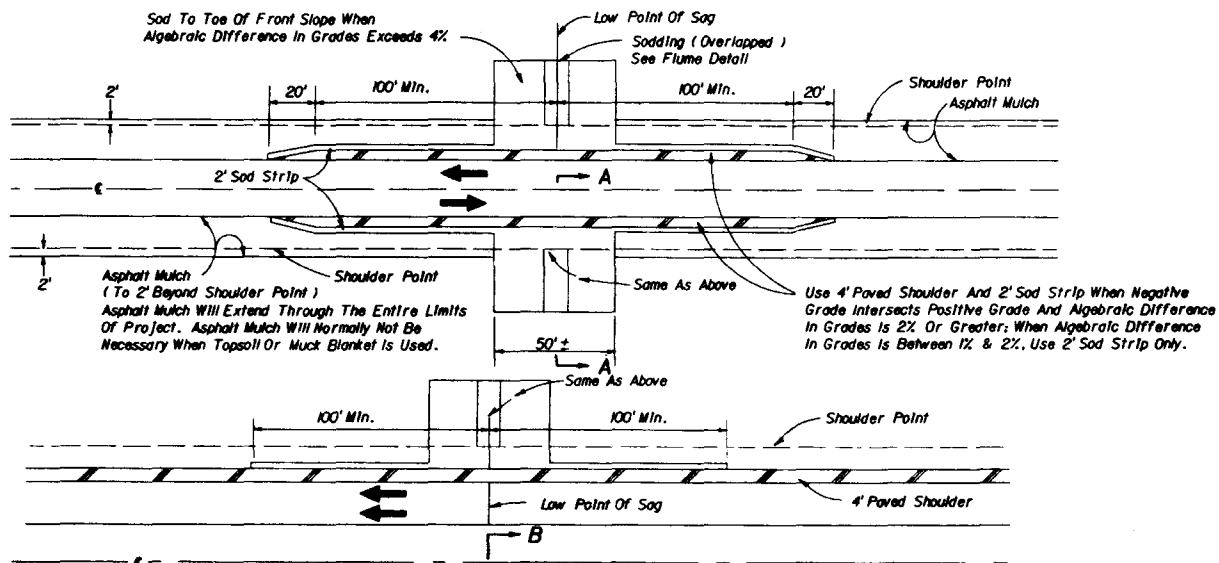 Sod To Toe Of Front Slope When
Algebraic Difference In Grades Exceeds 4%
Low Point Of Sag
Sodding ( Overlapped )
See Flume Detail
Shoulder Point
Asphalt Mulch
2'
20'
100' Min.
100' Min.
20'
2' Sod Strip
A
℄
2'
Asphalt Mulch
( To 2' Beyond Shoulder Point )
Asphalt Mulch Will Extend Through The Entire Limits
Of Project. Asphalt Mulch Will Normally Not Be
Necessary When Topsoil Or Muck Blanket Is Used.
Shoulder Point
Same As Above
Use 4' Paved Shoulder And 2' Sod Strip When Negative
Grade Intersects Positive Grade And Algebraic Difference
In Grades Is 2% Or Greater; When Algebraic Difference
In Grades Is Between 1% & 2%, Use 2' Sod Strip Only.
50' ±
A
Same As Above
100' Min.
100' Min.
Shoulder Point
4' Paved Shoulder
Low Point Of Sag
B
℄